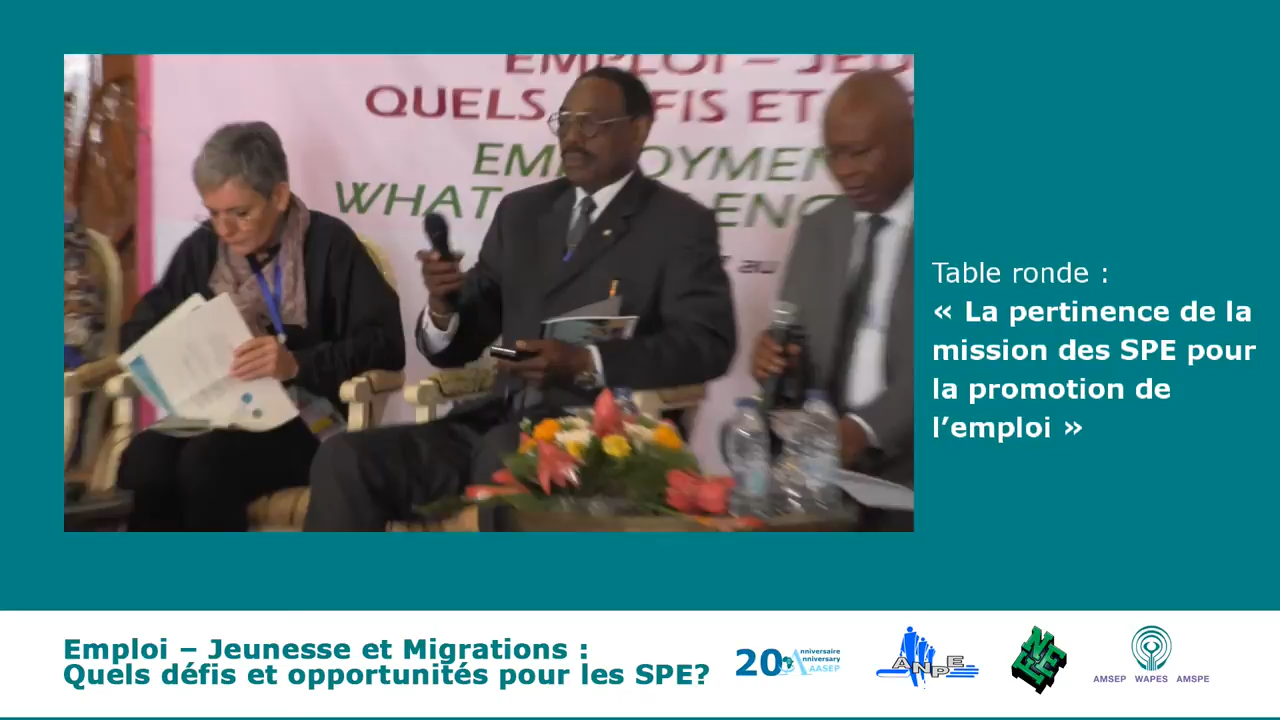 EMPLOI – JEU
QUELS
FIS ET
WHAT
au
Table ronde :
« La pertinence de la
mission des SPE pour
la promotion de
l’emploi »
Emploi – Jeunesse et Migrations :
Quels défis et opportunités pour les SPE?
20
Anniversaire
Anniversary
AASEP
ANPE
AMSEP WAPES AMSPE